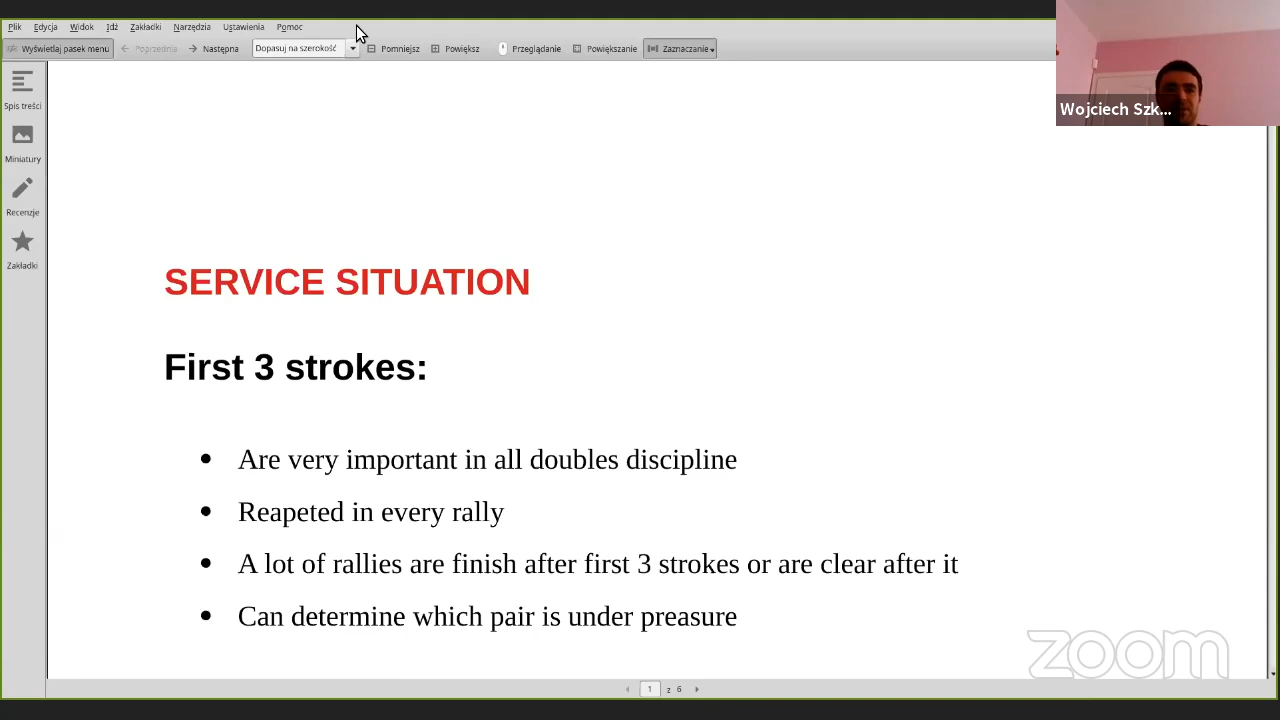 Plik Edycja Widok Idź Zakładki Narzędzia Ustawienia Pomoc
Wyświetlaj pasek menu Poprzednia Następna Dopasuj na szerokość Pomniejsz Powiększ Przeglądanie Powiększanie Zaznaczanie
Spis treści
Miniatury
Recenzje
Zakładki
Wojciech Szk...
SERVICE SITUATION
First 3 strokes:
• Are very important in all doubles discipline
• Reapeted in every rally
• A lot of rallies are finish after first 3 strokes or are clear after it
• Can determine which pair is under preasure
zoom
1 z 6